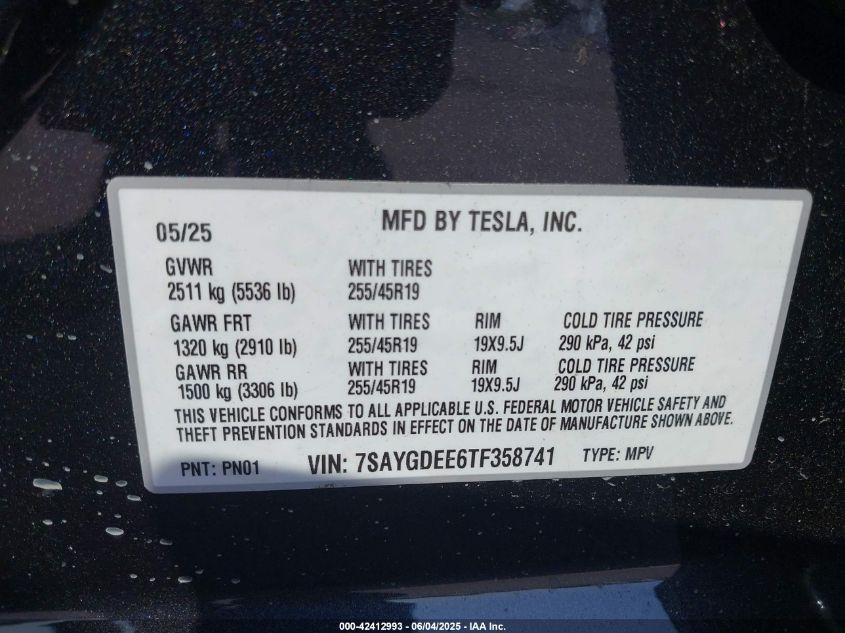 05/25 MFD BY TESLA, INC.
GVWR WITH TIRES
2511 kg (5536 lb) 255/45R19
GAWR FRT WITH TIRES RIM COLD TIRE PRESSURE
1320 kg (2910 lb) 255/45R19 19X9.5J 290 kPa, 42 psi
GAWR RR WITH TIRES RIM COLD TIRE PRESSURE
1500 kg (3306 lb) 255/45R19 19X9.5J 290 kPa, 42 psi
THIS VEHICLE CONFORMS TO ALL APPLICABLE U.S. FEDERAL MOTOR VEHICLE SAFETY AND
THEFT PREVENTION STANDARDS IN EFFECT ON THE DATE OF MANUFACTURE SHOWN ABOVE.
PNT: PN01 VIN: 7SAYGDEE6TF358741 TYPE: MPV
000-42412993 - 06/04/2025 - IAA Inc.